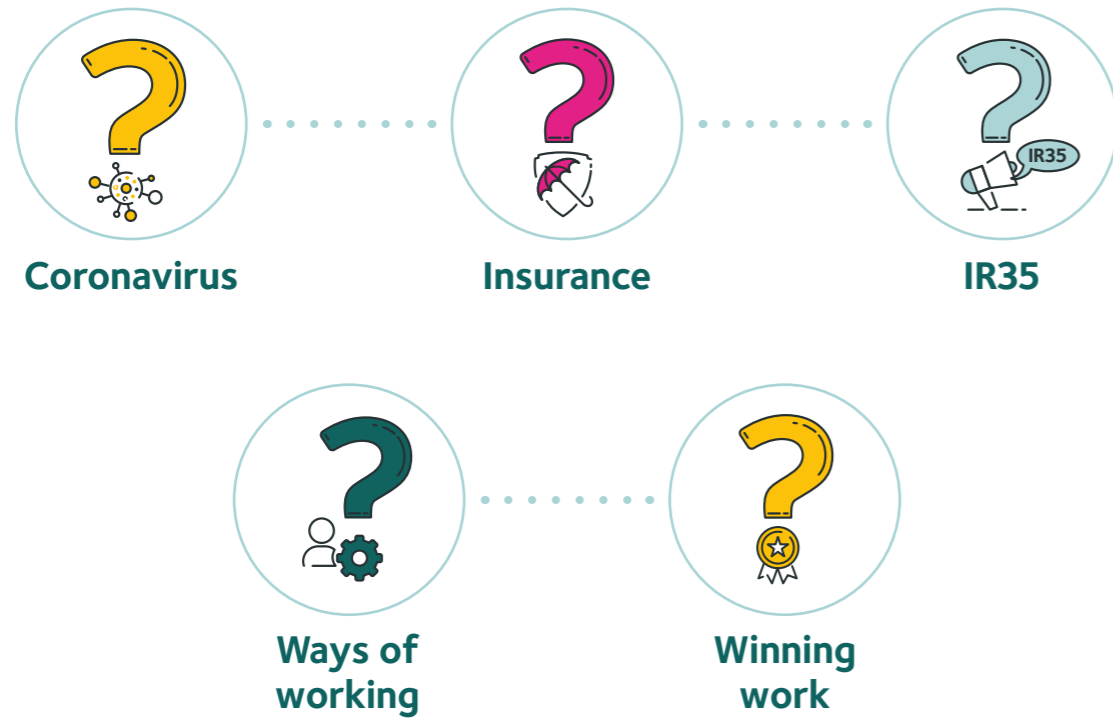 IR35
Coronavirus
Insurance
IR35
Ways of
working
Winning
work